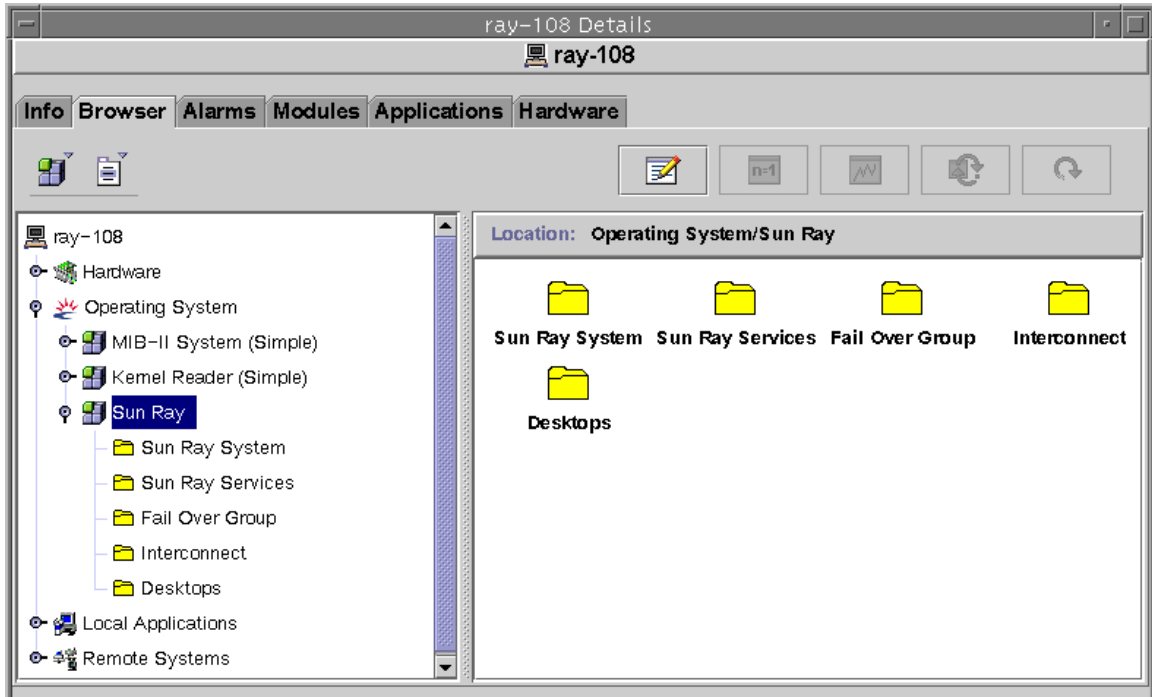 ray-108 Details
ray-108
Info Browser Alarms Modules Applications Hardware
n=1
ray-108
Hardware
Operating System
MIB-II System (Simple)
Kernel Reader (Simple)
Sun Ray
Sun Ray System
Sun Ray Services
Fail Over Group
Interconnect
Desktops
Local Applications
Remote Systems
Location: Operating System/Sun Ray
Sun Ray System Sun Ray Services Fail Over Group Interconnect
Desktops